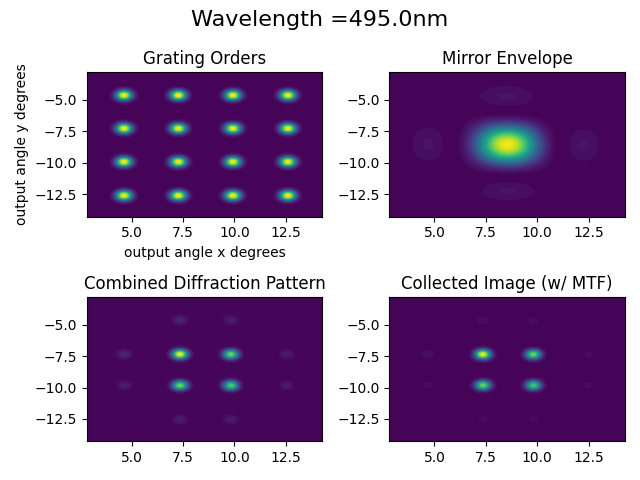 Wavelength =495.0nm
Grating Orders
Mirror Envelope
output angle y degrees
−5.0
−7.5
−10.0
−12.5
5.0 7.5 10.0 12.5
output angle x degrees
−5.0
−7.5
−10.0
−12.5
5.0 7.5 10.0 12.5
Combined Diffraction Pattern
Collected Image (w/ MTF)
−5.0
−7.5
−10.0
−12.5
5.0 7.5 10.0 12.5
−5.0
−7.5
−10.0
−12.5
5.0 7.5 10.0 12.5